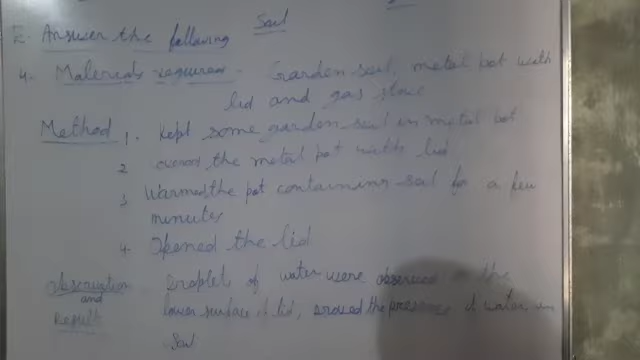 Soil
E. Answer the following
4. Materials required - Garden soil, metal pot with
lid and gas stove
Method 1. Kept some garden soil in metal pot
2 the metal pot with lid
3 Warmed the pot containing soil for a few
minutes
4. Opened the lid
Observation and Result
Droplet of water were observed on the
lower surface of lid, the presence of water in
soil